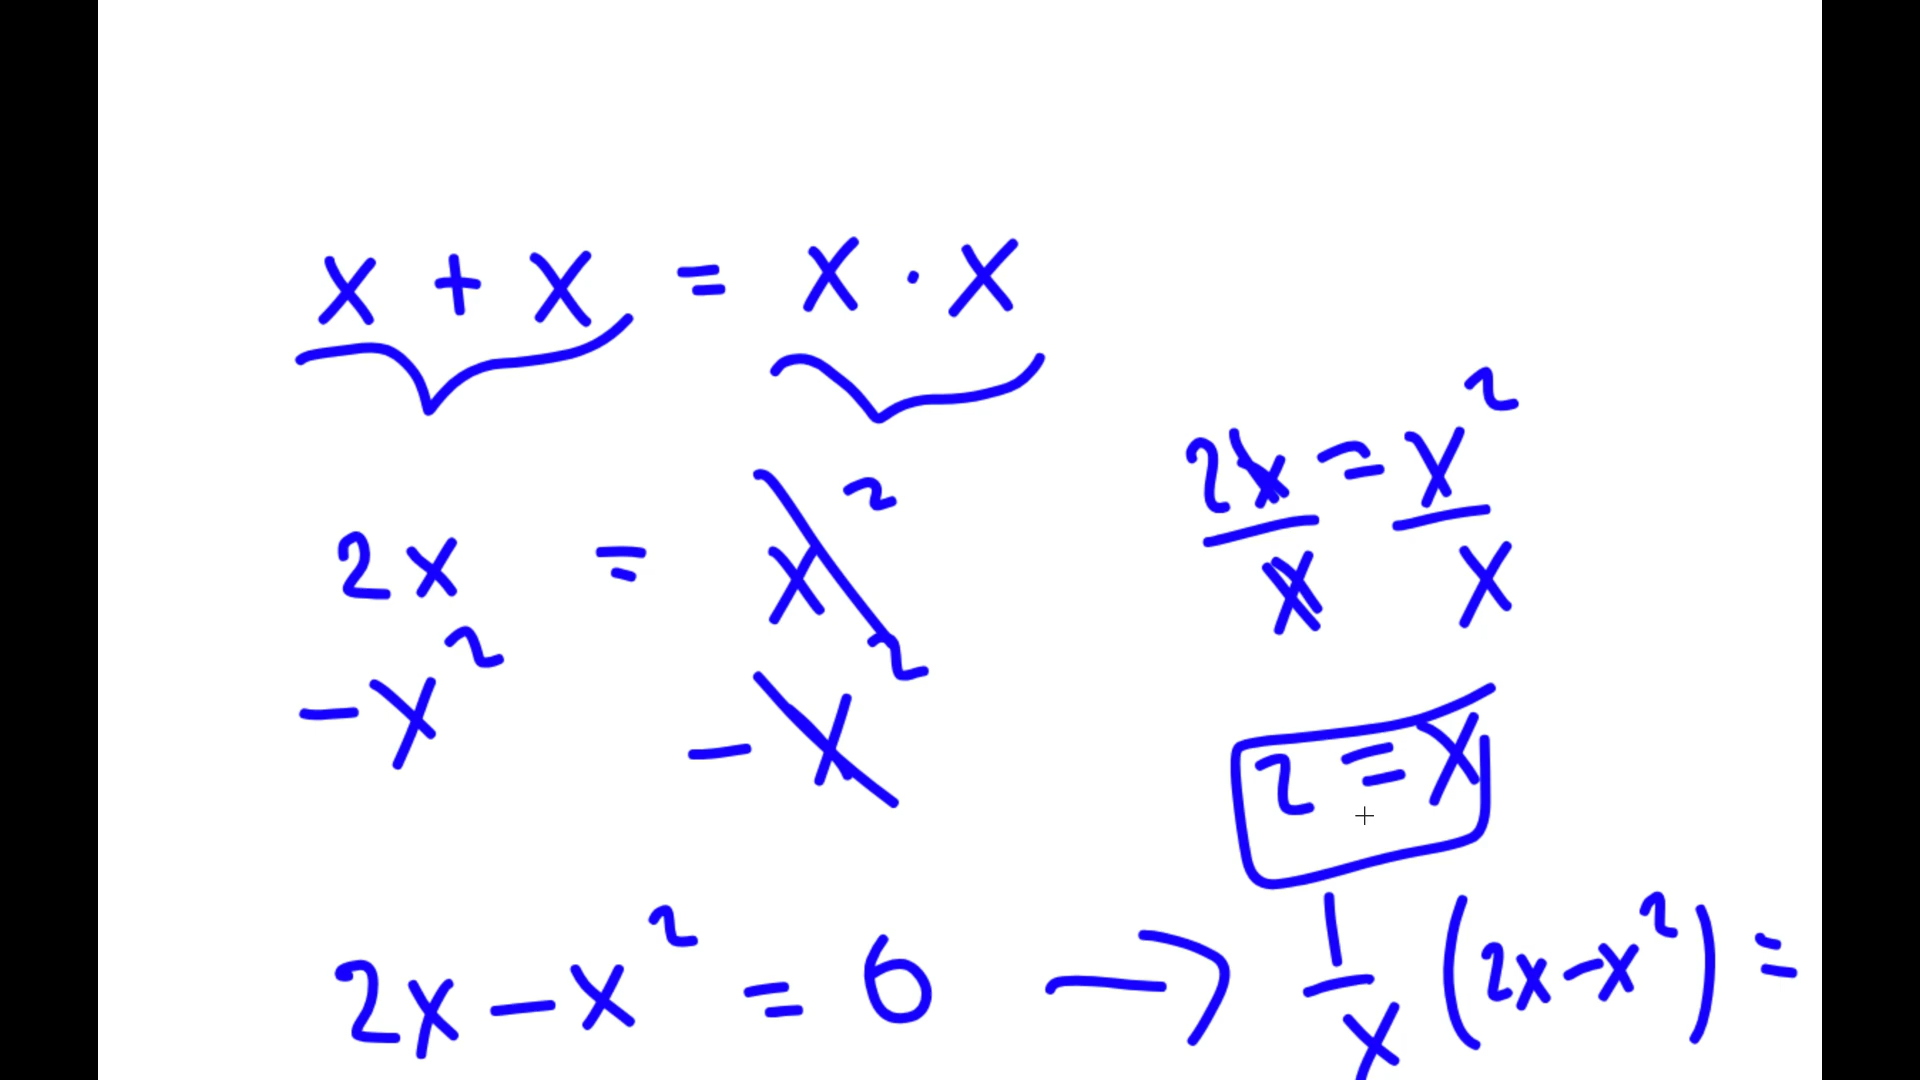 x + x = x · x
2x = x²
-x² -x²
2x - x² = 0 → 1/x (2x - x²) =
2x/x = x²/x
2 = x